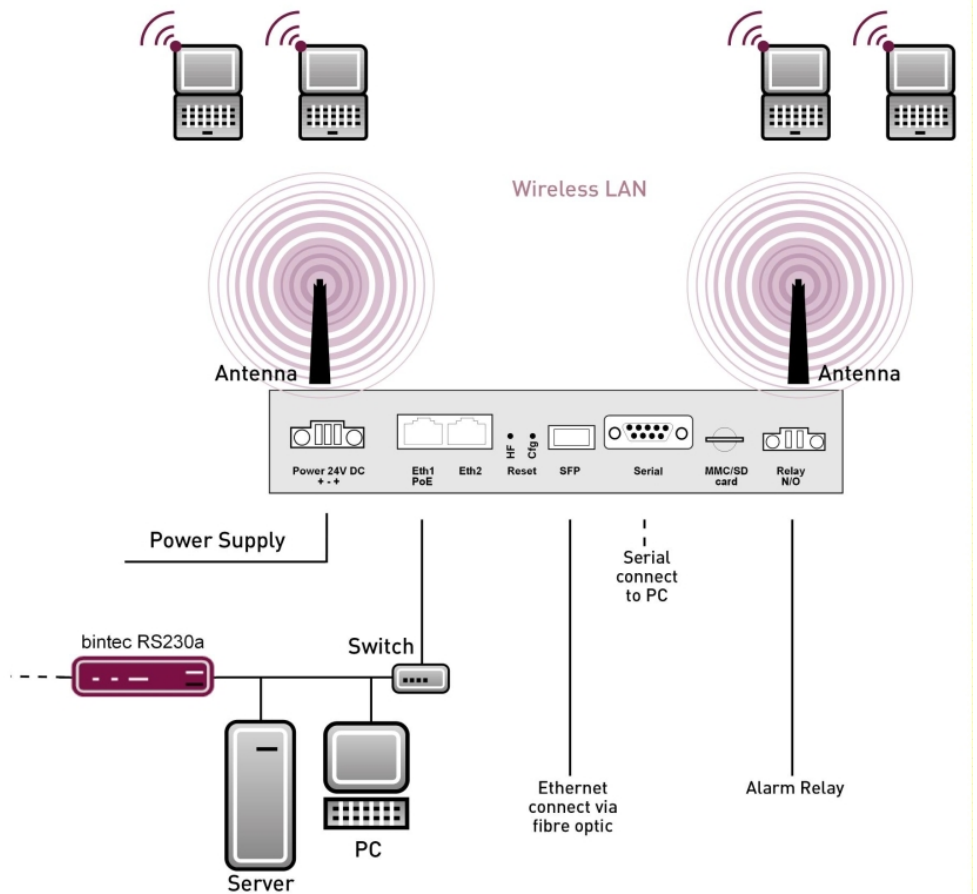 Wireless LAN
Antenna
Antenna
HF
Cfg
Power 24V DC
+ - +
Eth1
PoE
Eth2
Reset
SFP
Serial
MMC/SD
card
Relay
N/O
Power Supply
Serial
connect
to PC
bintec RS230a
Switch
Ethernet
connect via
fibre optic
Alarm Relay
PC
Server